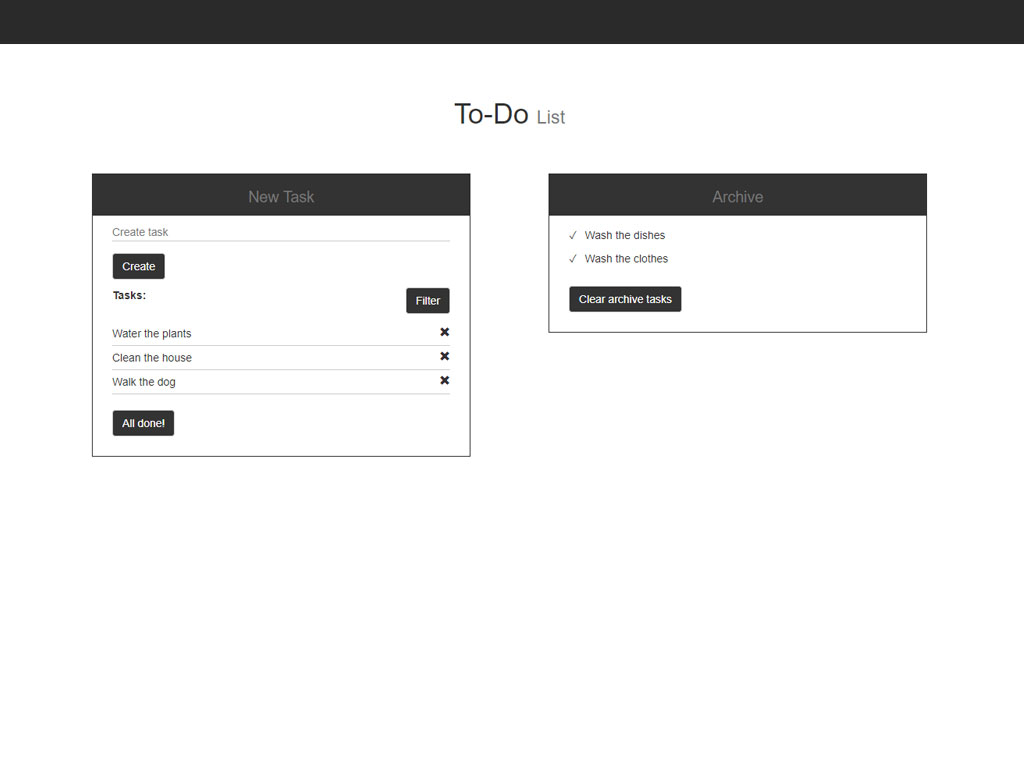 To-Do List
New Task
Create task
Create
Tasks:
Filter
Water the plants
Clean the house
Walk the dog
All done!
Archive
✓ Wash the dishes
✓ Wash the clothes
Clear archive tasks